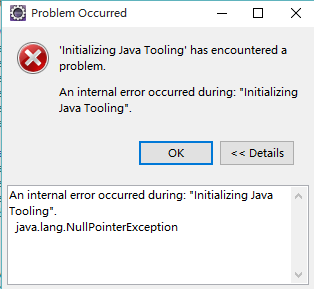 Problem Occurred
'Initializing Java Tooling' has encountered a
problem.
An internal error occurred during: "Initializing
Java Tooling".
OK
<< Details
An internal error occurred during: "Initializing Java
Tooling".
java.lang.NullPointerException